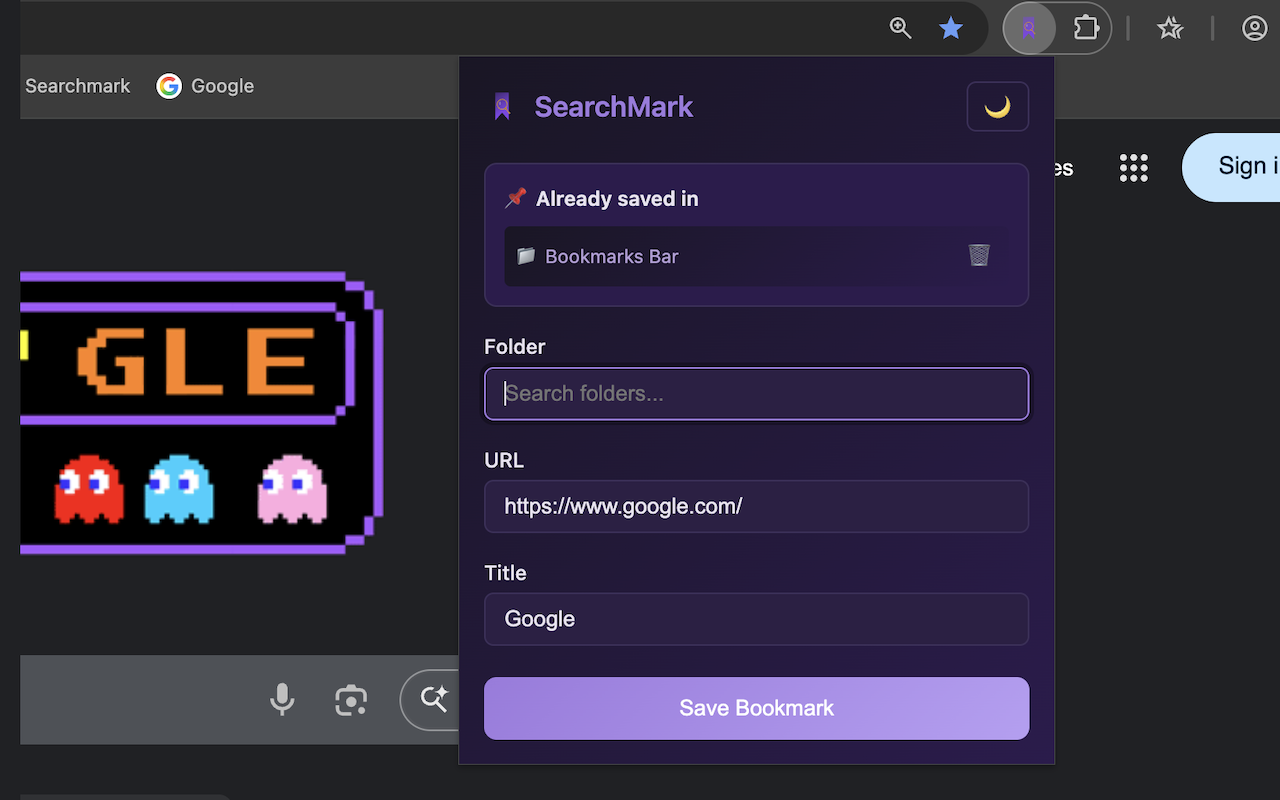 Searchmark
Google
SearchMark
Already saved in
Bookmarks Bar
es
Sign i
GLE
Folder
Search folders...
URL
https://www.google.com/
Title
Google
Save Bookmark